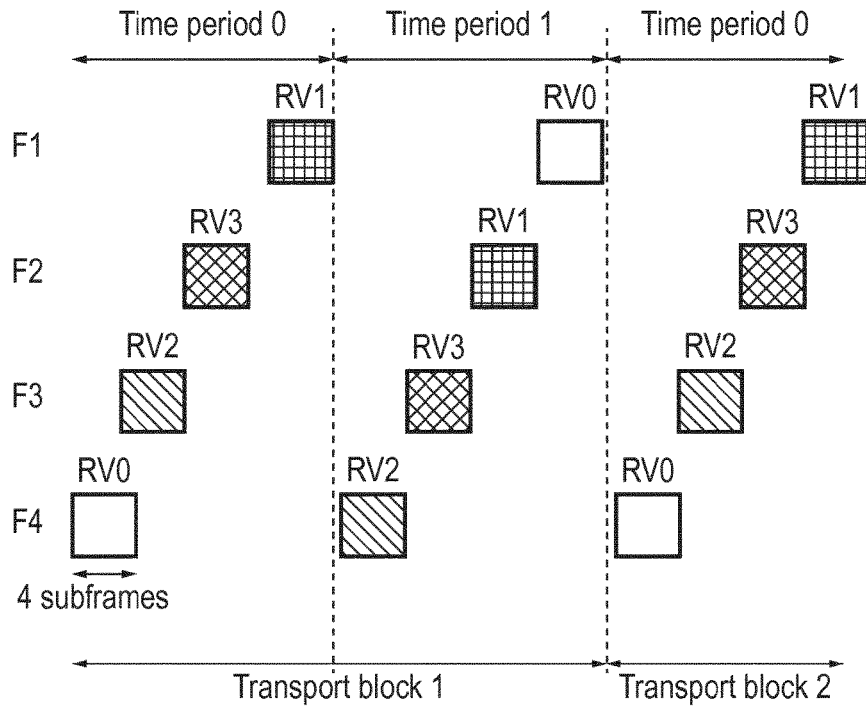 Time period 0 Time period 1 Time period 0
RV1 RV0 RV1
F1
RV3 RV1 RV3
F2
RV2 RV3 RV2
F3
RV0 RV2 RV0
F4
4 subframes
Transport block 1 Transport block 2